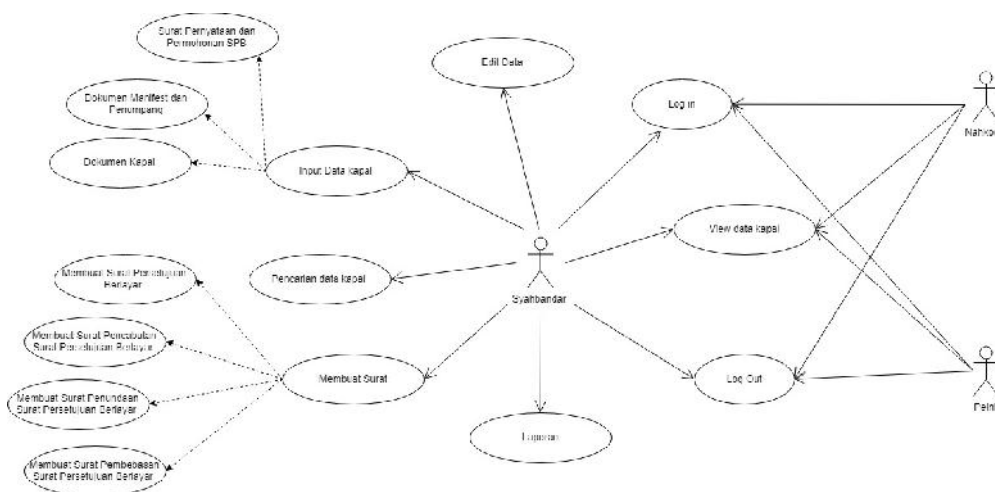 Surat Pernyataan dan
Permohonan SPB
Edit Data
Log in
Dokumen Manifest dan
Penumpang
Dokumen Kapal
Input Data kapal
View data kapal
Membuat Surat Persetujuan
Berlayar
Pencarian data kapal
Syahbandar
Membuat Surat Pencabutan
Surat Persetujuan Berlayar
Membuat Surat
Log Out
Membuat Surat Penundaan
Surat Persetujuan Berlayar
Laporan
Membuat Surat Pembebasan
Surat Persetujuan Berlayar